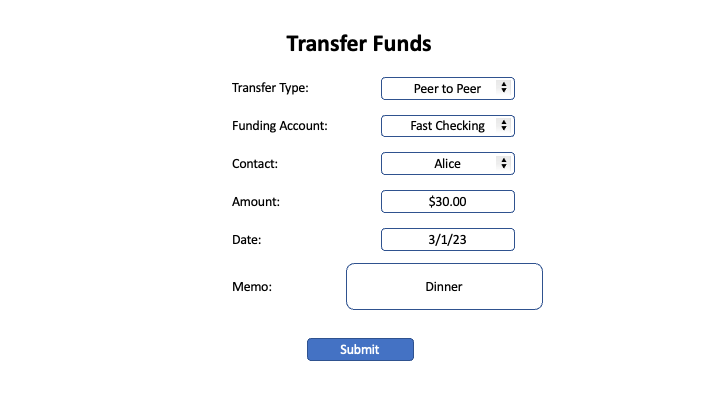 Transfer Funds
Transfer Type: Peer to Peer
Funding Account: Fast Checking
Contact: Alice
Amount: $30.00
Date: 3/1/23
Memo: Dinner
Submit